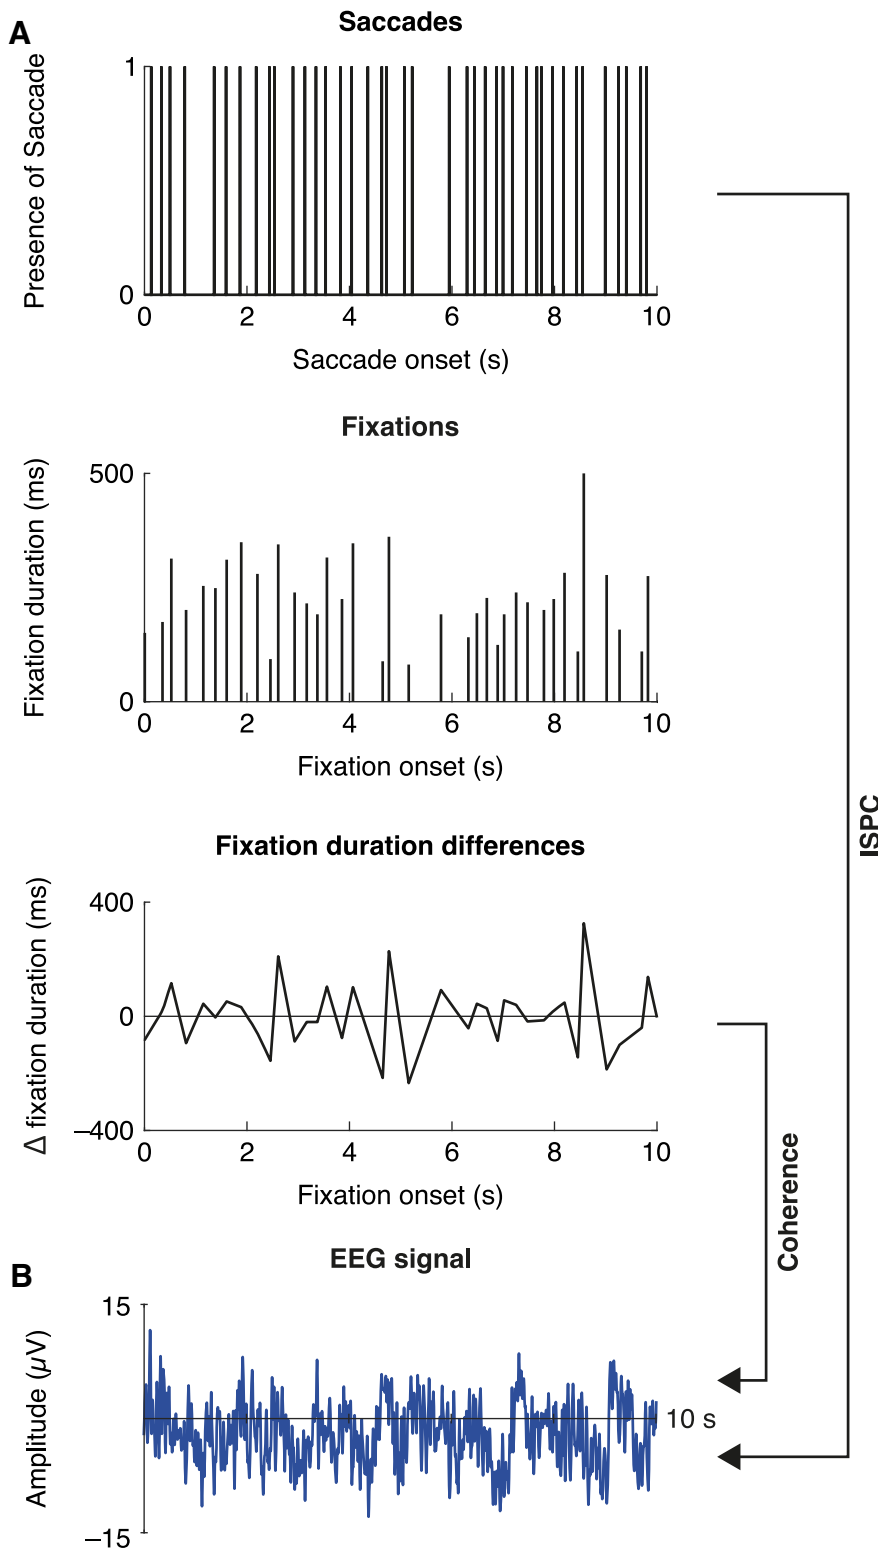 A
Saccades
Presence of Saccade
1
0
0 2 4 6 8 10
Saccade onset (s)
Fixations
Fixation duration (ms)
500
0
0 2 4 6 8 10
Fixation onset (s)
Fixation duration differences
Δ fixation duration (ms)
400
0
−400
0 2 4 6 8 10
Fixation onset (s)
ISPC
Coherence
B
EEG signal
Amplitude (µV)
15
−15
10 s